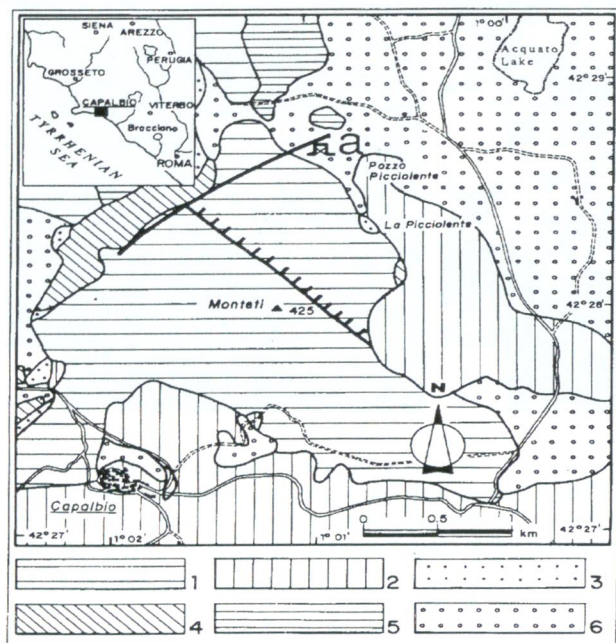 SIENA
AREZZO
PERUGIA
GROSSETO
CAPALBIO
VITERBO
Bracciano
ROMA
TYRRHENIAN
SEA
1°00'
Acquato
Lake
42°29'
a
Pozzo
Picciolente
La Picciolente
42°28'
Monteti
425
N
Capalbio
0 0.5 1
km
42°27'
1°02'
1°01'
42°27'
1
2
3
4
5
6